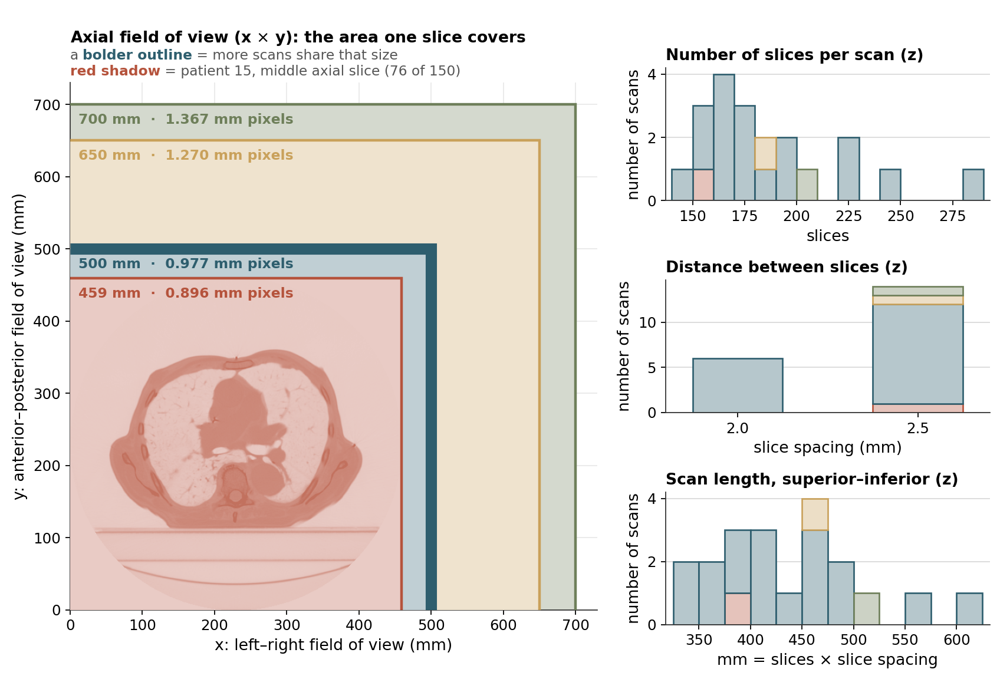 Axial field of view (x × y): the area one slice covers
a bolder outline = more scans share that size
red shadow = patient 15, middle axial slice (76 of 150)
700 mm · 1.367 mm pixels
650 mm · 1.270 mm pixels
500 mm · 0.977 mm pixels
459 mm · 0.896 mm pixels
y: anterior–posterior field of view (mm)
700
600
500
400
300
200
100
0
0 100 200 300 400 500 600 700
x: left–right field of view (mm)
Number of slices per scan (z)
number of scans
4
2
0
150 175 200 225 250 275
slices
Distance between slices (z)
number of scans
10
5
0
2.0 2.5
slice spacing (mm)
Scan length, superior–inferior (z)
number of scans
4
2
0
350 400 450 500 550 600
mm = slices × slice spacing